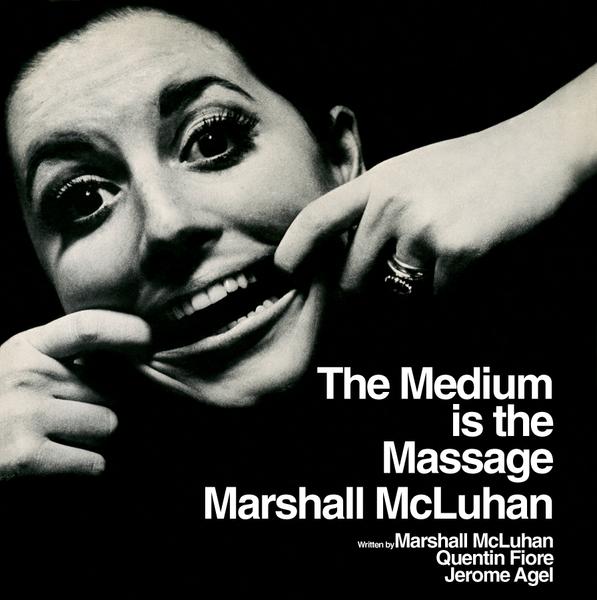 The Medium
is the
Massage
Marshall McLuhan
Written by Marshall McLuhan
Quentin Fiore
Jerome Agel